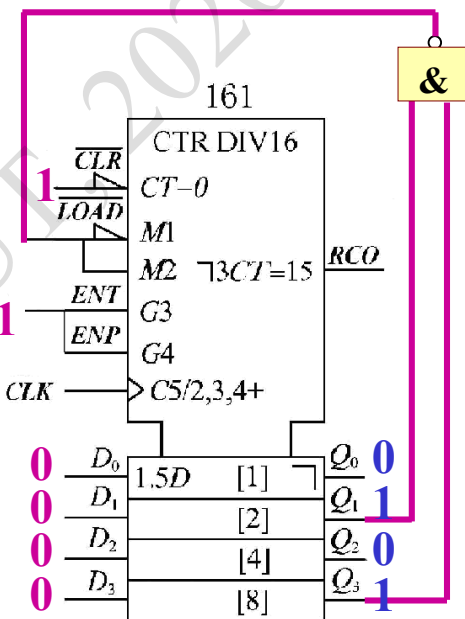 &
161
CTR DIV16
CLR
1 CT=0
LOAD
M1
M2 ℸ3CT=15 RCO
ENT
1 G3
ENP
G4
CLK C5/2,3,4+
0 D₀ 1.5D [1] ℸ Q₀ 0
0 D₁ [2] Q₁ 1
0 D₂ [4] Q₂ 0
0 D₃ [8] Q₃ 1